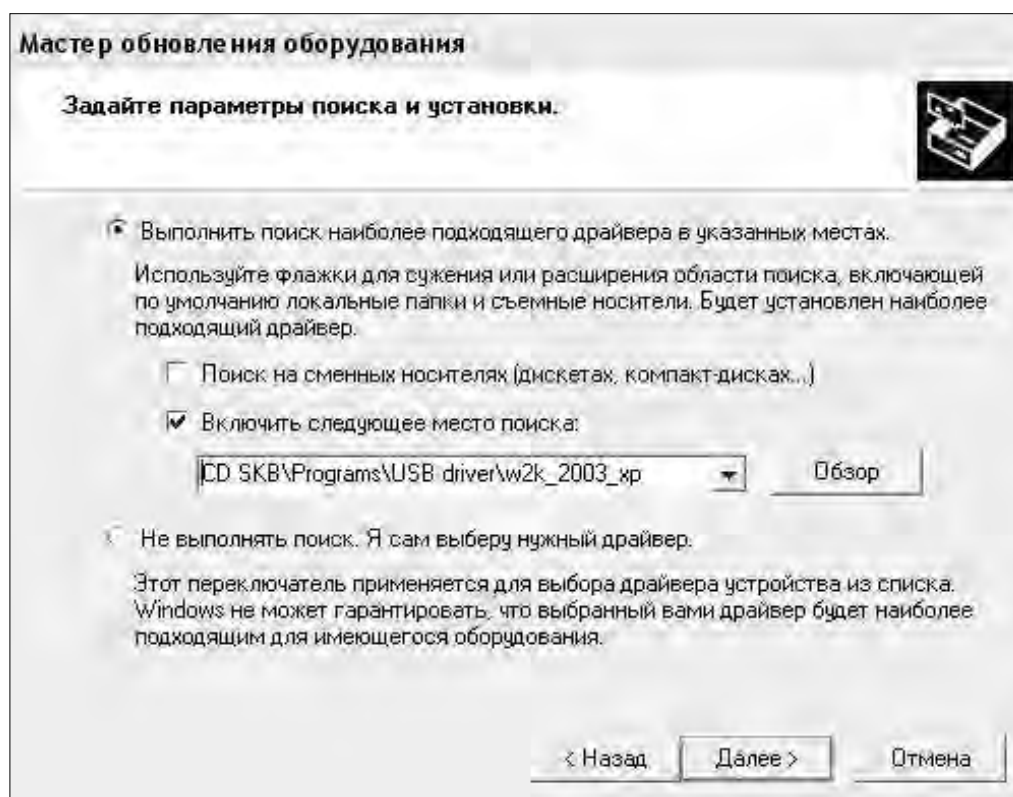 Мастер обновления оборудования
Задайте параметры поиска и установки.
Выполнить поиск наиболее подходящего драйвера в указанных местах.
Используйте флажки для сужения или расширения области поиска, включающей
по умолчанию локальные папки и съемные носители. Будет установлен наиболее
подходящий драйвер.
Поиск на сменных носителях (дискетах, компакт-дисках...)
Включить следующее место поиска:
CD SKB\Programs\USB driver\w2k_2003_xp
Обзор
Не выполнять поиск. Я сам выберу нужный драйвер.
Этот переключатель применяется для выбора драйвера устройства из списка.
Windows не может гарантировать, что выбранный вами драйвер будет наиболее
подходящим для имеющегося оборудования.
< Назад Далее > Отмена